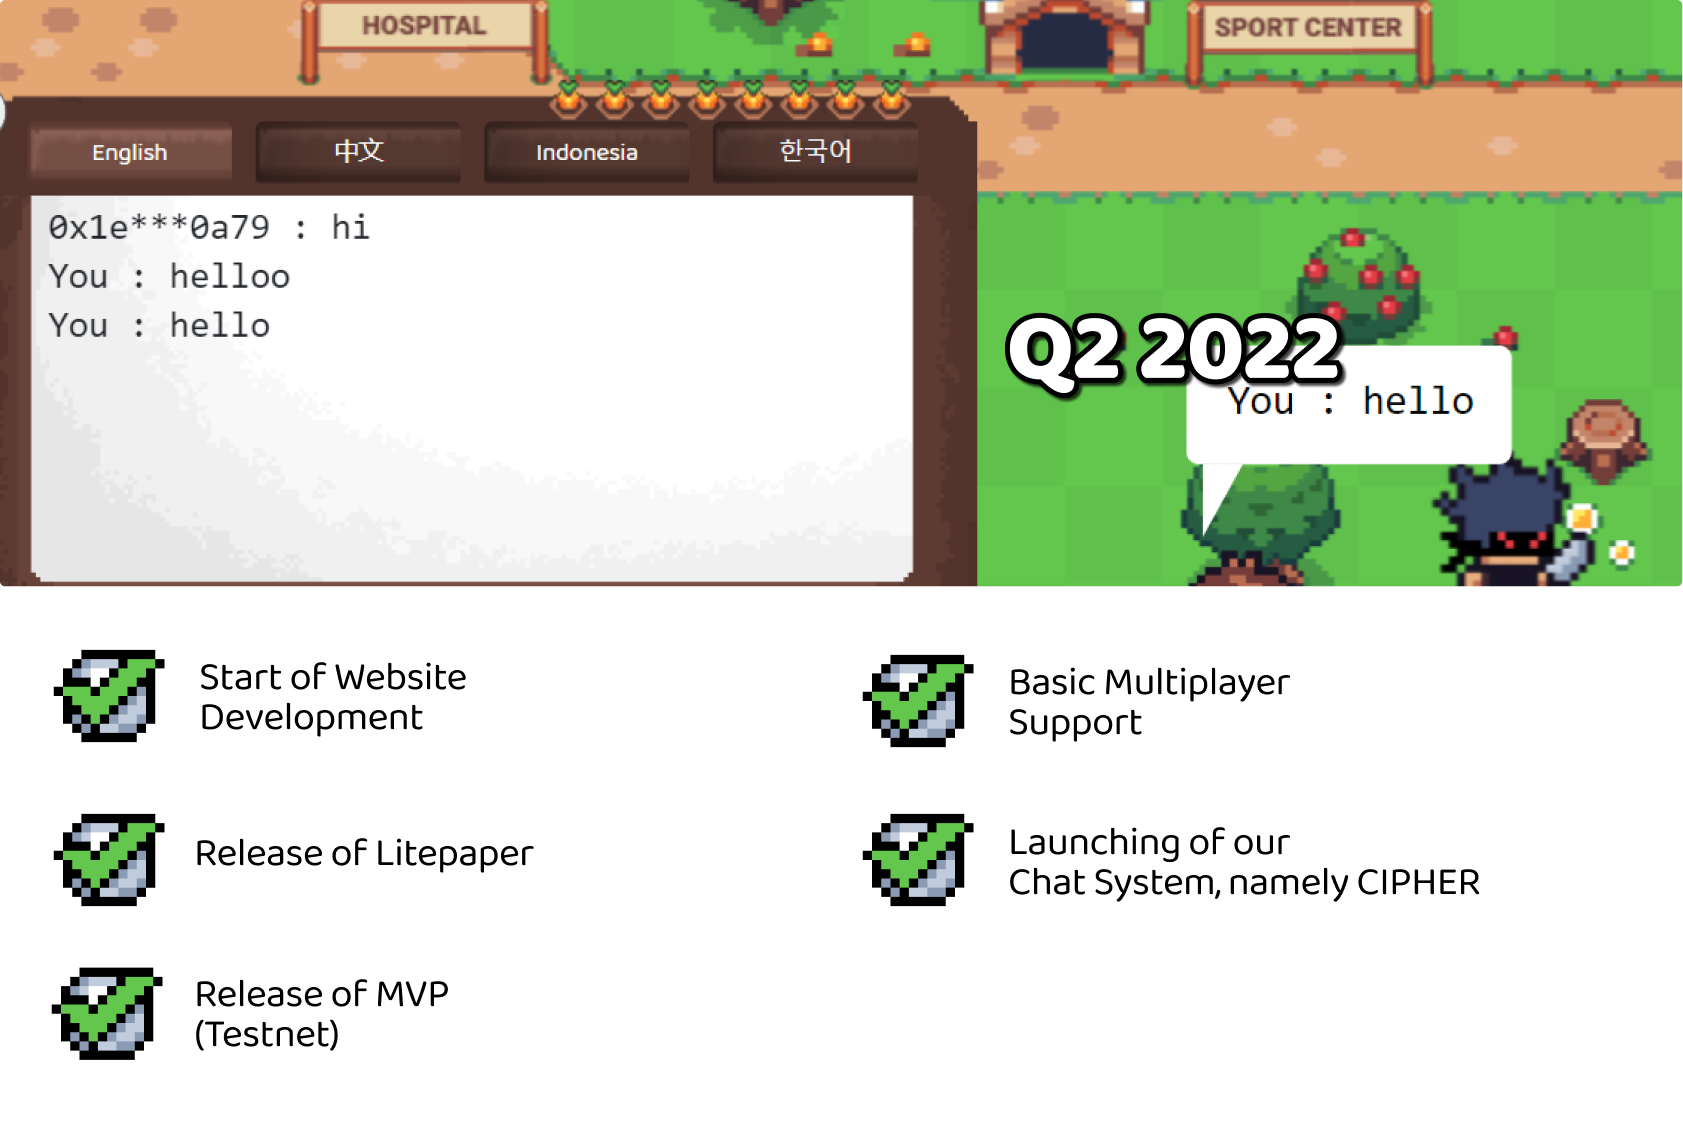 HOSPITAL
SPORT CENTER
English
中文
Indonesia
한국어
0x1e***0a79 : hi
You : helloo
You : hello
Q2 2022
You : hello
Start of Website
Development
Basic Multiplayer
Support
Release of Litepaper
Launching of our
Chat System, namely CIPHER
Release of MVP
(Testnet)